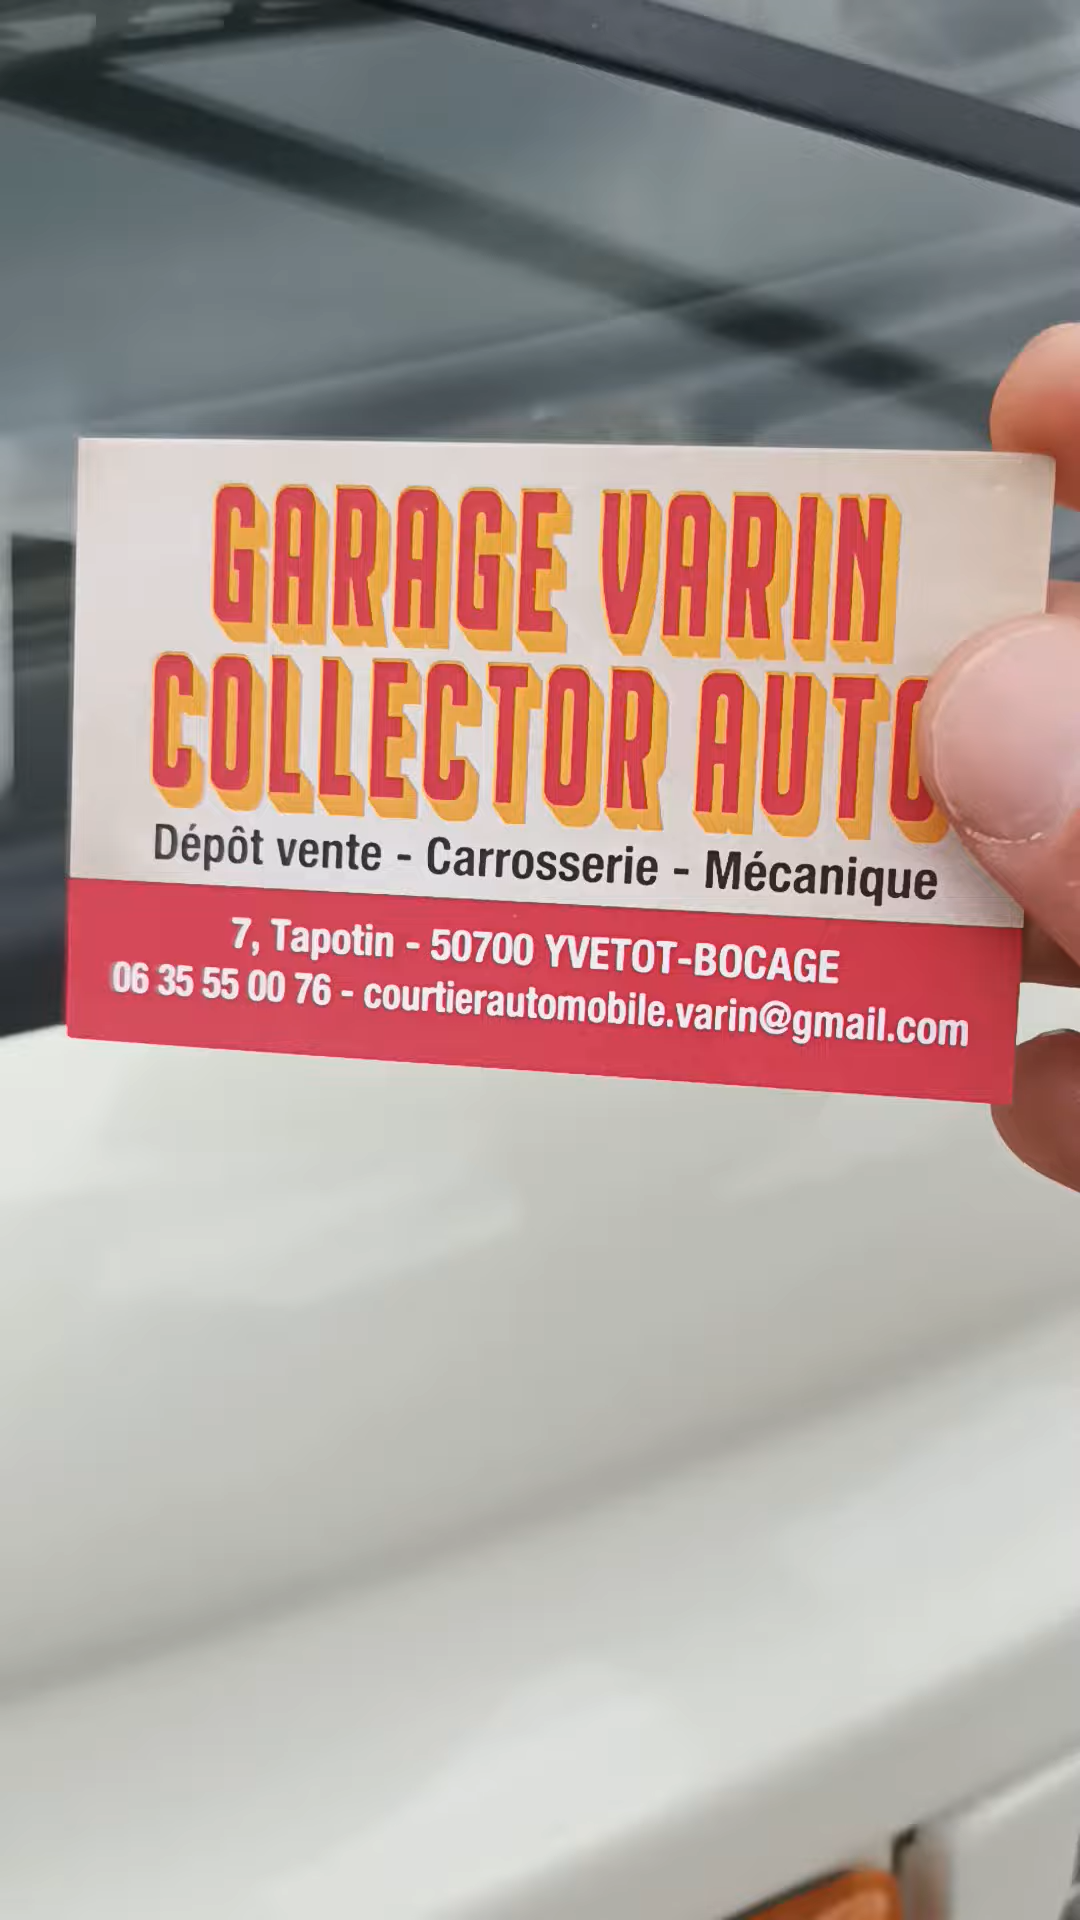 GARAGE VARIN
COLLECTOR AUTO
Dépôt vente - Carrosserie - Mécanique
7, Tapotin - 50700 YVETOT-BOCAGE
06 35 55 00 76 - courtierautomobile.varin@gmail.com